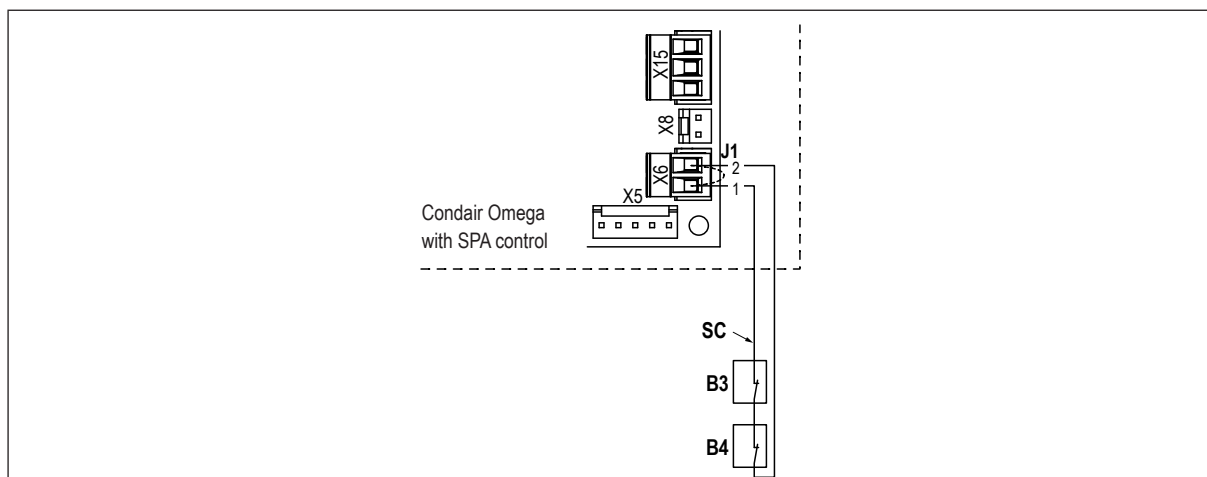 X15
X8
J1
X6
2
1
X5
Condair Omega
with SPA control
SC
B3
B4